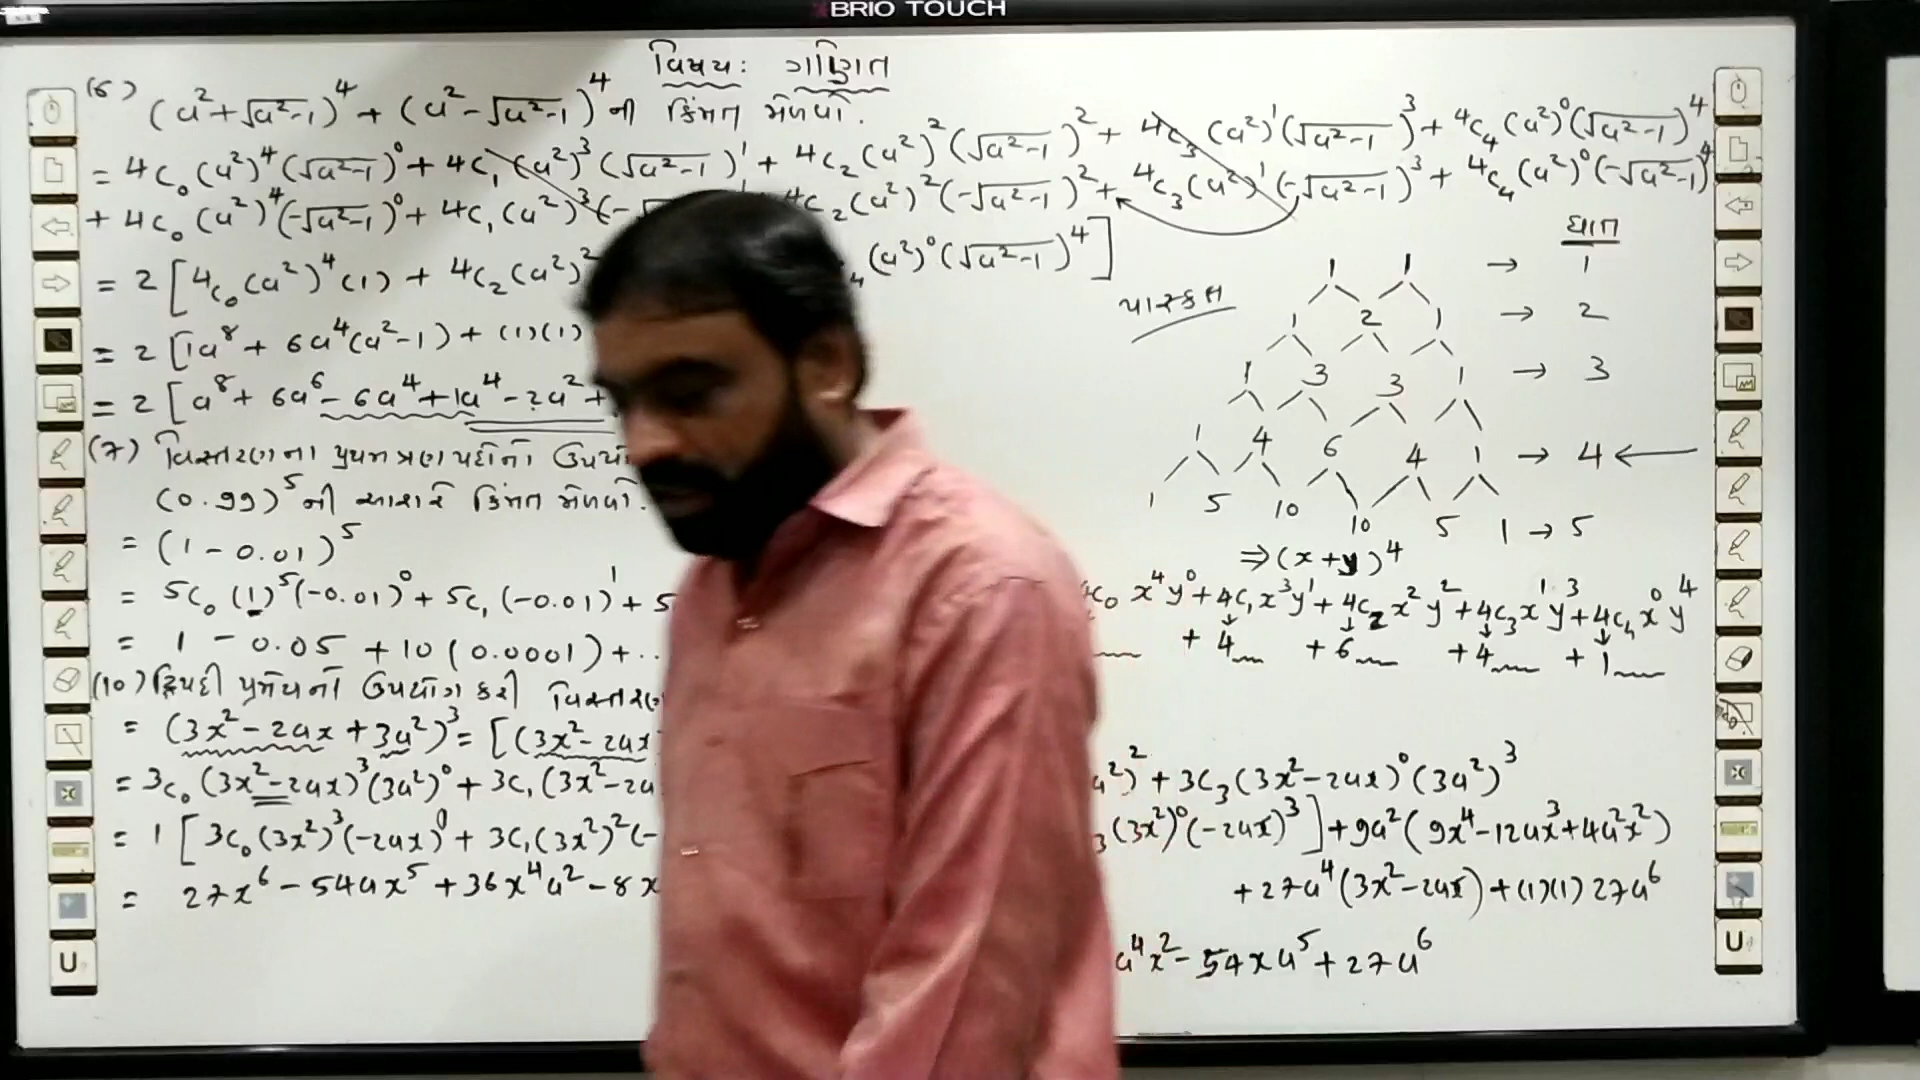 BRIO TOUCH
વિષય: ગણિત
(6) (a²+√a²-1)⁴ + (a²-√a²-1)⁴ ની કિંમત મેળવો.
= 4C₀(a²)⁴(√a²-1)⁰ + 4C₁(a²)³(√a²-1)¹ + ⁴C₂(a²)²(√a²-1)² + 4C₃(a²)¹(√a²-1)³ + ⁴C₄(a²)⁰(√a²-1)⁴
+ 4C₀(a²)⁴(-√a²-1)⁰ + 4C₁(a²)³(- ⁴C₂(a²)²(-√a²-1)² + ⁴C₃(a²)¹(-√a²-1)³ + ⁴C₄(a²)⁰(-√a²-1)⁴
= 2[4C₀(a²)⁴(1) + 4C₂(a²)² ₄(a²)⁰(√a²-1)⁴]
= 2[1a⁸ + 6a⁴(a²-1) + (1)(1)
= 2[a⁸ + 6a⁶ - 6a⁴ + 1a⁴ - 2a² +
ઘાત
1 1 → 1
પાસ્કલ
1 2 1 → 2
1 3 3 1 → 3
1 4 6 4 1 → 4 ←
1 5 10 10 5 1 → 5
(7) વિસ્તરણના પ્રથમ ત્રણ પદોનો
(0.99)⁵ ની આશરે કિંમત મેળવો.
= (1 - 0.01)⁵
= 5C₀(1)⁵(-0.01)⁰ + 5C₁(-0.01)¹ + 5
= 1 - 0.05 + 10(0.0001) + ..
⇒ (x+y)⁴
C₀ x⁴y⁰ + 4C₁x³y¹ + 4C₂x²y² + 4C₃x¹y³ + 4C₄x⁰y⁴
+ 4 + 6 + 4 + 1
(10) દ્વિપદી પ્રમેયનો ઉપયોગ કરી
= (3x² - 2ax + 3a²)³ = [(3x² - 2ax
= 3C₀(3x²-2ax)³(3a²)⁰ + 3C₁(3x²-2a a²)² + 3C₃(3x²-2ax)⁰(3a²)³
= 1[3C₀(3x²)³(-2ax)⁰ + 3C₁(3x²)²(- ₃(3x²)⁰(-2ax)³] + 9a²(9x⁴-12ax³+4a²x²)
+ 27a⁴(3x²-2ax) + (1)(1) 27a⁶
= 27x⁶ - 54ax⁵ + 36x⁴a² - 8x
a⁴x² - 54xa⁵ + 27a⁶